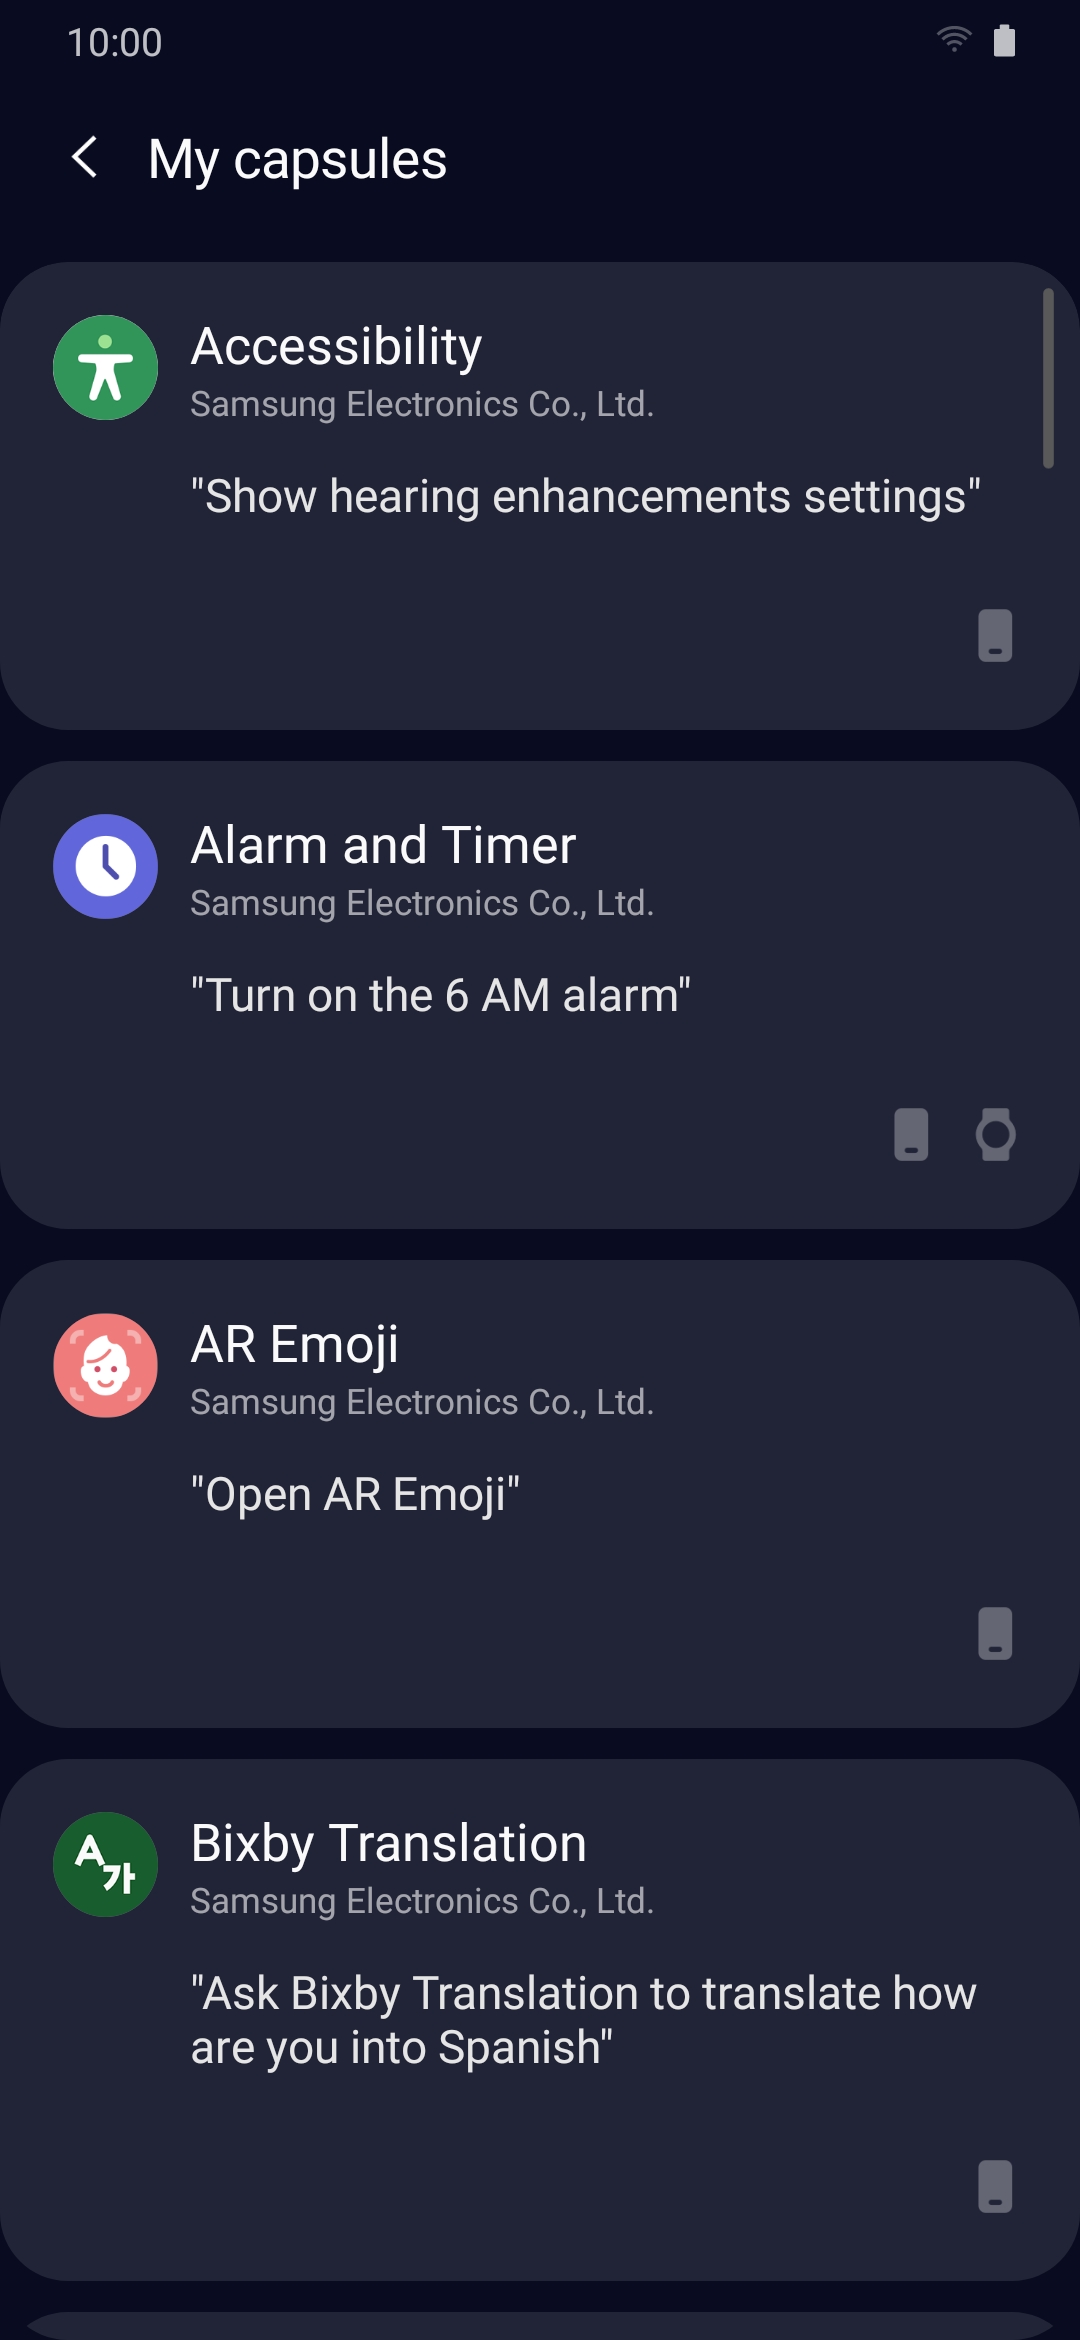 10:00
My capsules
Accessibility
Samsung Electronics Co., Ltd.
"Show hearing enhancements settings"
Alarm and Timer
Samsung Electronics Co., Ltd.
"Turn on the 6 AM alarm"
AR Emoji
Samsung Electronics Co., Ltd.
"Open AR Emoji"
A가
Bixby Translation
Samsung Electronics Co., Ltd.
"Ask Bixby Translation to translate how
are you into Spanish"